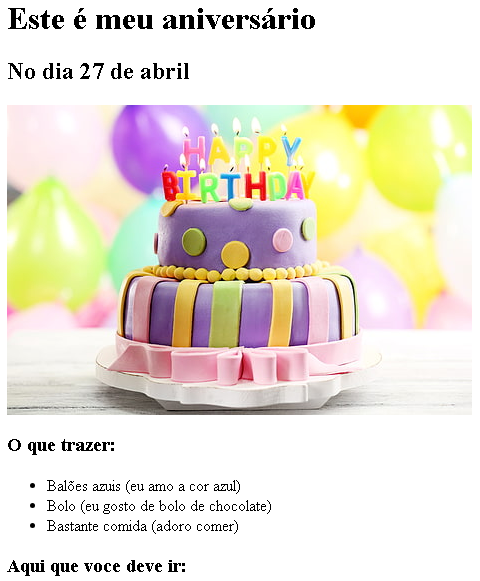 Este é meu aniversário
No dia 27 de abril
HAPPY
BIRTHDAY
O que trazer:
Balões azuis (eu amo a cor azul)
Bolo (eu gosto de bolo de chocolate)
Bastante comida (adoro comer)
Aqui que voce deve ir: